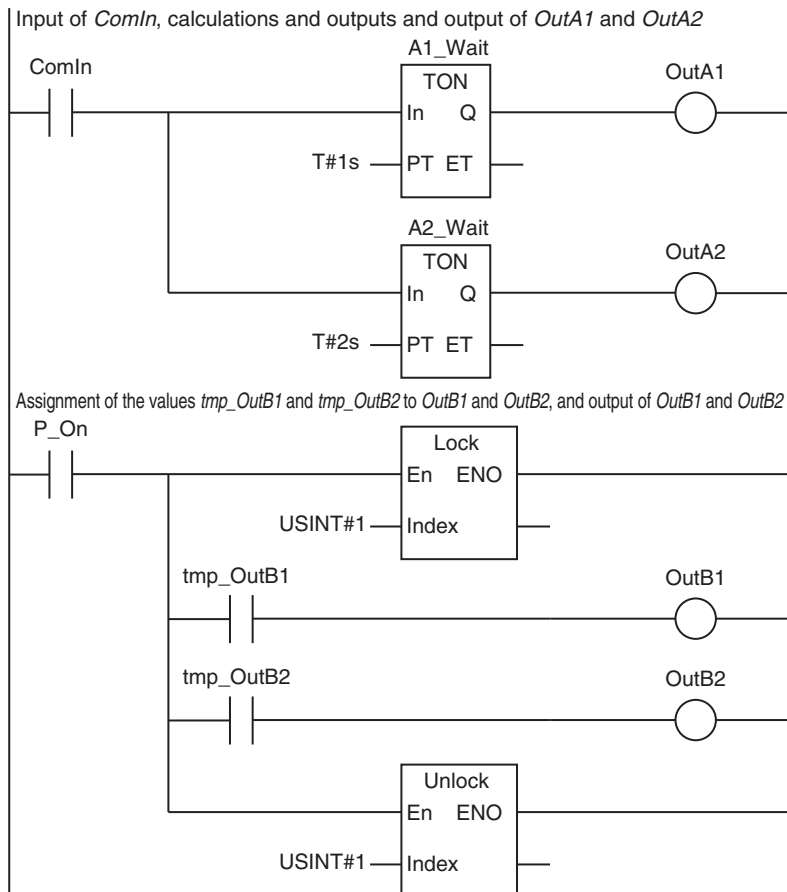 Input of ComIn, calculations and outputs and output of OutA1 and OutA2
A1_Wait
ComIn
TON
OutA1
In Q
T#1s
PT ET
A2_Wait
TON
OutA2
In Q
T#2s
PT ET
Assignment of the values tmp_OutB1 and tmp_OutB2 to OutB1 and OutB2, and output of OutB1 and OutB2
P_On
Lock
En ENO
USINT#1
Index
tmp_OutB1
OutB1
tmp_OutB2
OutB2
Unlock
En ENO
USINT#1
Index